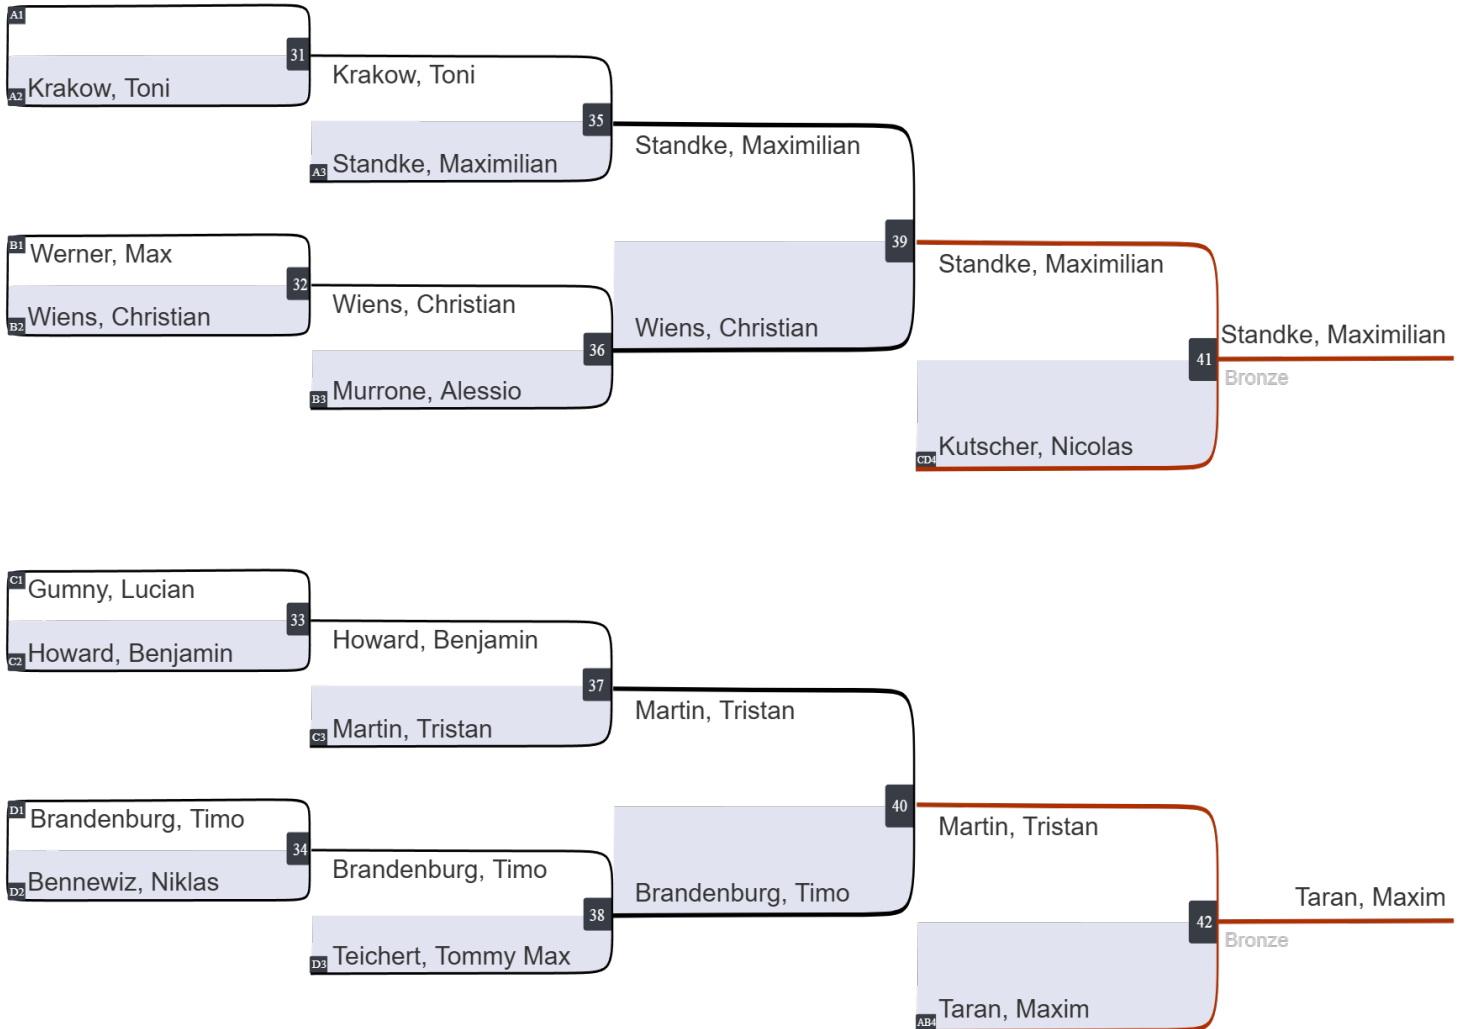 A1
31
Krakow, Toni
A2
Krakow, Toni
35
Standke, Maximilian
A3
Standke, Maximilian
B1
Werner, Max
32
Wiens, Christian
B2
Wiens, Christian
36
Murrone, Alessio
B3
Wiens, Christian
39
Standke, Maximilian
41
Standke, Maximilian
Bronze
Kutscher, Nicolas
CD4
C1
Gumny, Lucian
33
Howard, Benjamin
C2
Howard, Benjamin
37
Martin, Tristan
C3
Martin, Tristan
D1
Brandenburg, Timo
34
Bennewiz, Niklas
D2
Brandenburg, Timo
38
Teichert, Tommy Max
D3
Brandenburg, Timo
40
Martin, Tristan
42
Taran, Maxim
Bronze
Taran, Maxim
AB4